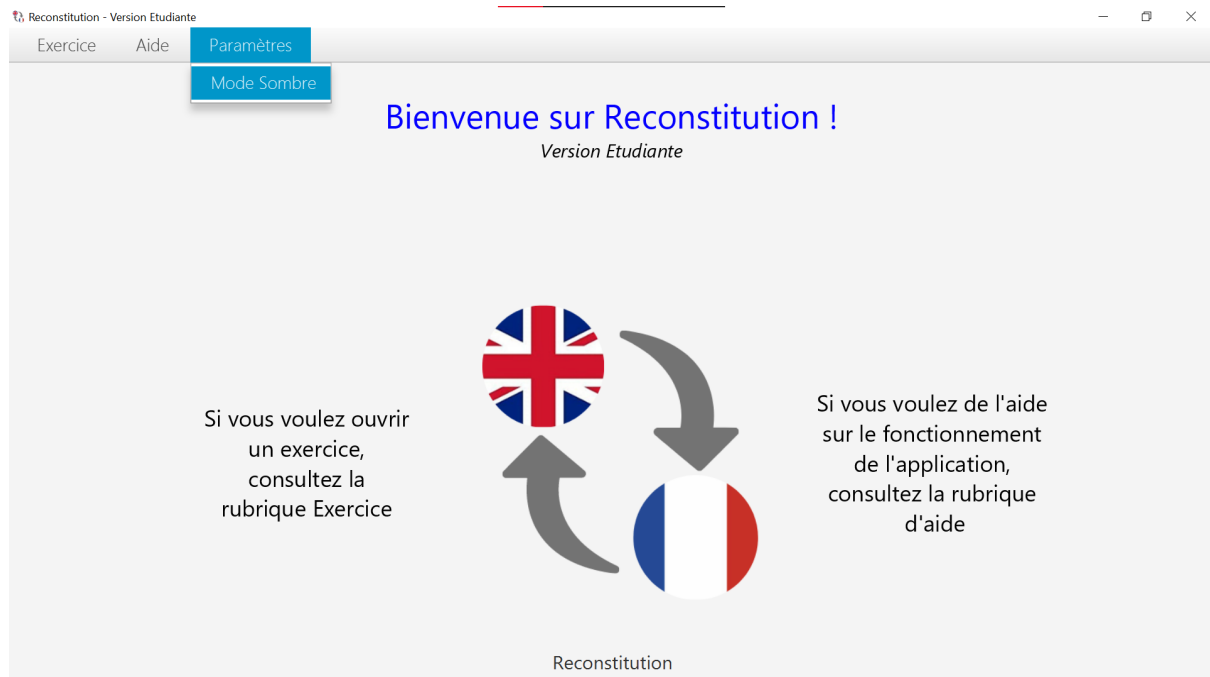 Reconstitution - Version Etudiante
Exercice Aide Paramètres
Mode Sombre
Bienvenue sur Reconstitution !
Version Etudiante
Si vous voulez ouvrir
un exercice,
consultez la
rubrique Exercice
Si vous voulez de l'aide
sur le fonctionnement
de l'application,
consultez la rubrique
d'aide
Reconstitution